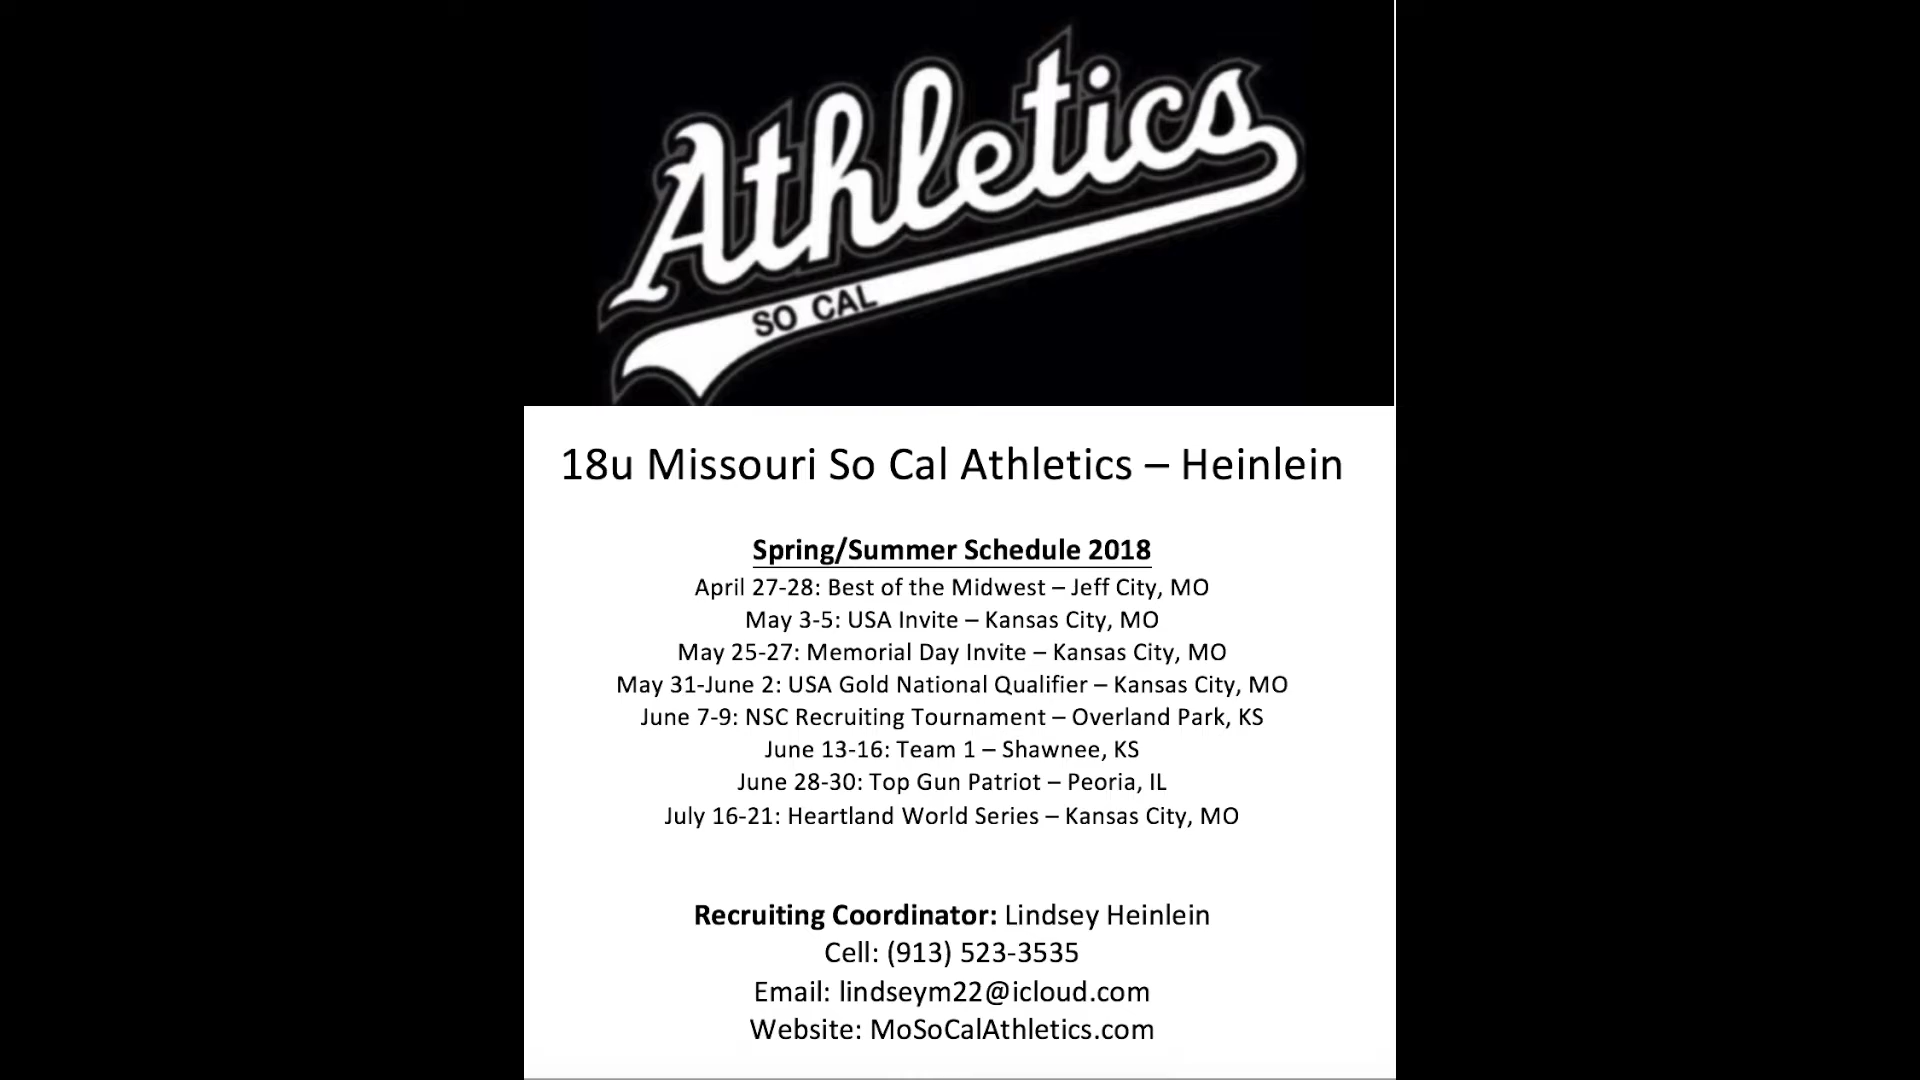 Athletics
SO CAL
18u Missouri So Cal Athletics – Heinlein
Spring/Summer Schedule 2018
April 27-28: Best of the Midwest – Jeff City, MO
May 3-5: USA Invite – Kansas City, MO
May 25-27: Memorial Day Invite – Kansas City, MO
May 31-June 2: USA Gold National Qualifier – Kansas City, MO
June 7-9: NSC Recruiting Tournament – Overland Park, KS
June 13-16: Team 1 – Shawnee, KS
June 28-30: Top Gun Patriot – Peoria, IL
July 16-21: Heartland World Series – Kansas City, MO
Recruiting Coordinator: Lindsey Heinlein
Cell: (913) 523-3535
Email: lindseym22@icloud.com
Website: MoSoCalAthletics.com